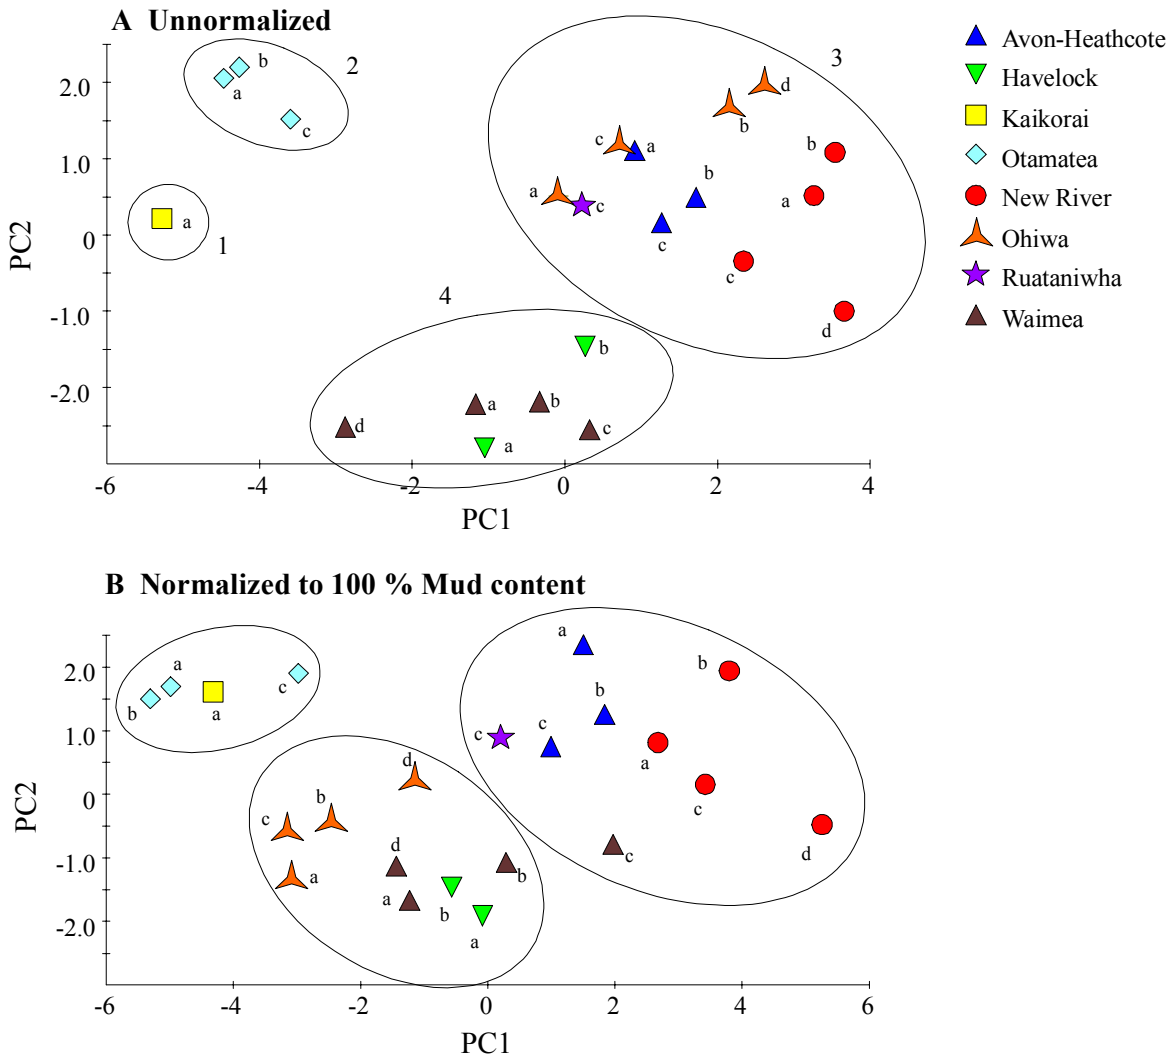 A Unnormalized
2.0
1.0
0
-1.0
-2.0
PC2
b
a
c
2
a
1
3
d
b
c
a
a
c
b
c
b
a
c
d
4
b
d
a
b
c
a
-6
-4
-2
0
2
4
PC1
Avon-Heathcote
Havelock
Kaikorai
Otamatea
New River
Ohiwa
Ruataniwha
Waimea
B Normalized to 100 % Mud content
2.0
1.0
0
-1.0
-2.0
PC2
a
b
a
c
a
b
c
c
b
a
c
d
c
d
b
c
a
d
a
b
b
a
-6
-4
-2
0
2
4
6
PC1